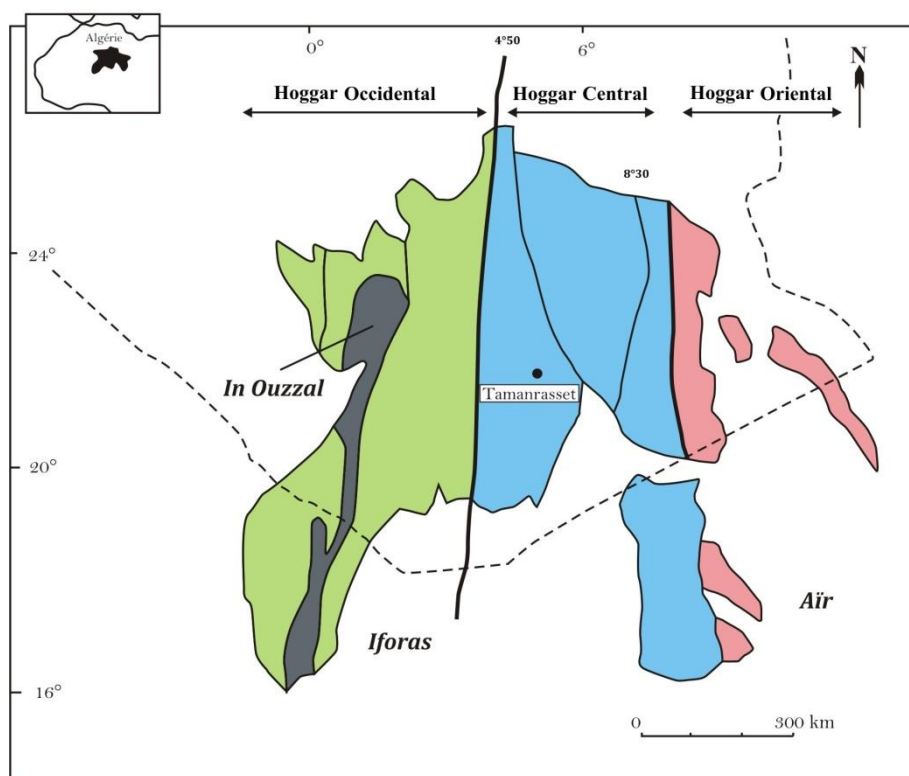 Algérie
0°
4°50
6°
N
Hoggar Occidental
Hoggar Central
Hoggar Oriental
8°30
24°
In Ouzzal
Tamanrasset
20°
Aïr
Iforas
16°
0
300 km